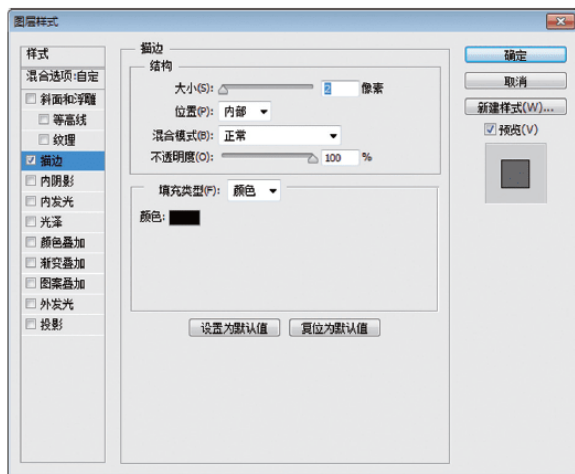 图层样式
样式
混合选项:自定
斜面和浮雕
等高线
纹理
描边
内阴影
内发光
光泽
颜色叠加
渐变叠加
图案叠加
外发光
投影
描边
结构
大小(S): 2 像素
位置(P): 内部
混合模式(B): 正常
不透明度(O): 100 %
填充类型(F): 颜色
颜色:
设置为默认值 复位为默认值
确定
取消
新建样式(W)...
预览(V)